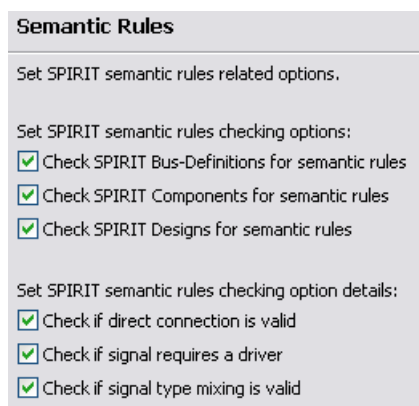 Semantic Rules
Set SPIRIT semantic rules related options.
Set SPIRIT semantic rules checking options:
Check SPIRIT Bus-Definitions for semantic rules
Check SPIRIT Components for semantic rules
Check SPIRIT Designs for semantic rules
Set SPIRIT semantic rules checking option details:
Check if direct connection is valid
Check if signal requires a driver
Check if signal type mixing is valid